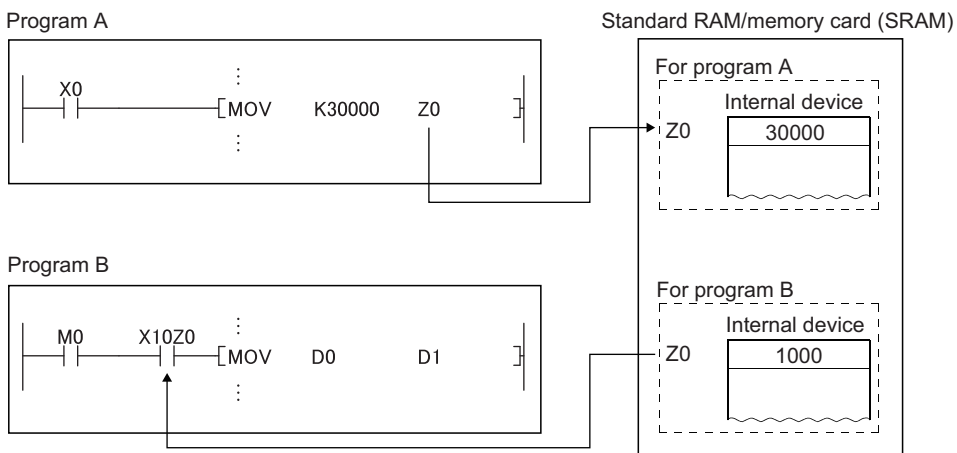 Program A
Standard RAM/memory card (SRAM)
X0
MOV K30000 Z0
For program A
Internal device
Z0
30000
Program B
M0 X10Z0
MOV D0 D1
For program B
Internal device
Z0
1000